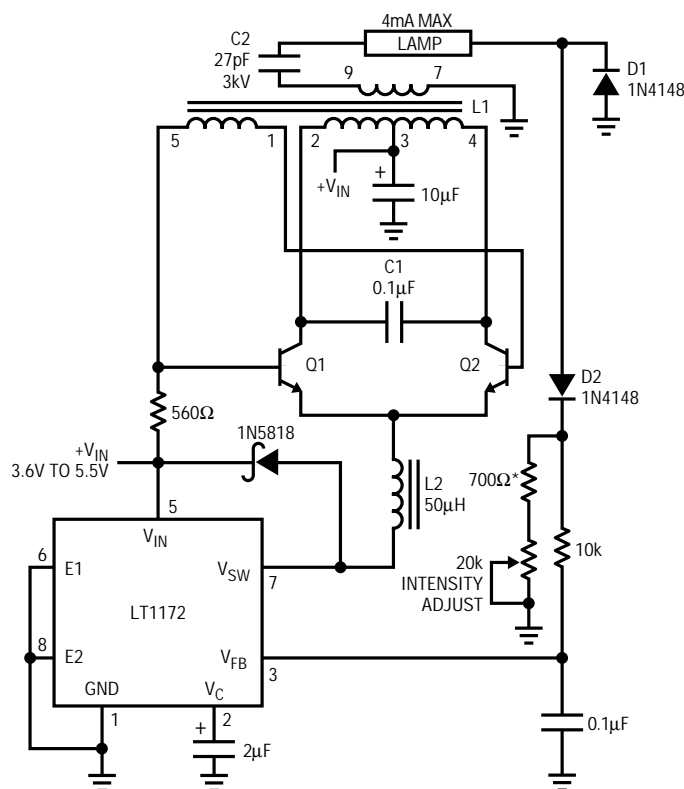 4mA MAX
LAMP
C2
27pF
3kV
D1
1N4148
9
7
L1
5
1
2
3
4
+VIN
+
10µF
C1
0.1µF
Q1
Q2
D2
1N4148
560Ω
1N5818
+VIN
3.6V TO 5.5V
L2
50µH
700Ω*
10k
20k
INTENSITY
ADJUST
5
VIN
6
E1
VSW
7
LT1172
8
E2
VFB
3
GND
VC
1
2
+
2µF
0.1µF